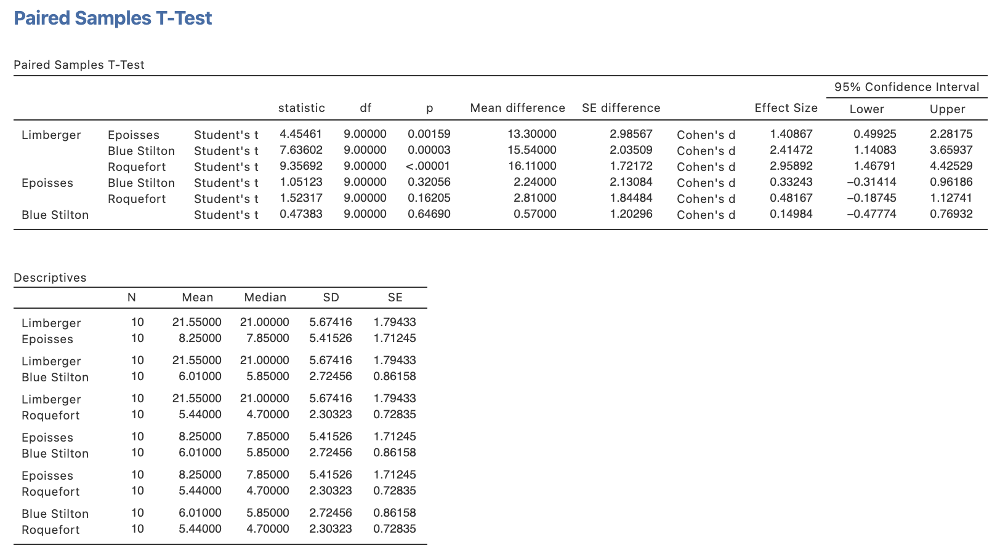 Paired Samples T-Test
Paired Samples T-Test
95% Confidence Interval
statistic df p Mean difference SE difference Effect Size Lower Upper
Limberger Epoisses Student's t 4.45461 9.00000 0.00159 13.30000 2.98567 Cohen's d 1.40867 0.49925 2.28175
Blue Stilton Student's t 7.63602 9.00000 0.00003 15.54000 2.03509 Cohen's d 2.41472 1.14083 3.65937
Roquefort Student's t 9.35692 9.00000 <.00001 16.11000 1.72172 Cohen's d 2.95892 1.46791 4.42529
Epoisses Blue Stilton Student's t 1.05123 9.00000 0.32056 2.24000 2.13084 Cohen's d 0.33243 −0.31414 0.96186
Roquefort Student's t 1.52317 9.00000 0.16205 2.81000 1.84484 Cohen's d 0.48167 −0.18745 1.12741
Blue Stilton Student's t 0.47383 9.00000 0.64690 0.57000 1.20296 Cohen's d 0.14984 −0.47774 0.76932
Descriptives
N Mean Median SD SE
Limberger 10 21.55000 21.00000 5.67416 1.79433
Epoisses 10 8.25000 7.85000 5.41526 1.71245
Limberger 10 21.55000 21.00000 5.67416 1.79433
Blue Stilton 10 6.01000 5.85000 2.72456 0.86158
Limberger 10 21.55000 21.00000 5.67416 1.79433
Roquefort 10 5.44000 4.70000 2.30323 0.72835
Epoisses 10 8.25000 7.85000 5.41526 1.71245
Blue Stilton 10 6.01000 5.85000 2.72456 0.86158
Epoisses 10 8.25000 7.85000 5.41526 1.71245
Roquefort 10 5.44000 4.70000 2.30323 0.72835
Blue Stilton 10 6.01000 5.85000 2.72456 0.86158
Roquefort 10 5.44000 4.70000 2.30323 0.72835